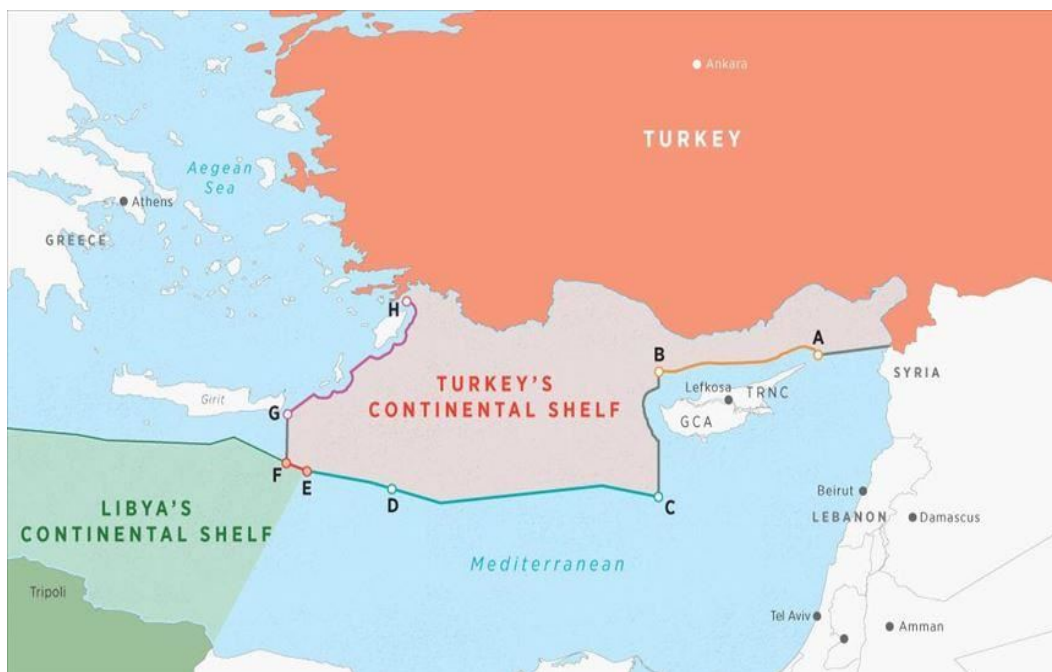 Ankara
TURKEY
Aegean
Sea
Athens
GREECE
H
B
A
SYRIA
TURKEY'S
CONTINENTAL SHELF
Lefkosa
TRNC
GCA
Girit
G
F
E
D
C
LIBYA'S
CONTINENTAL SHELF
Beirut
LEBANON
Damascus
Mediterranean
Tripoli
Tel Aviv
Amman